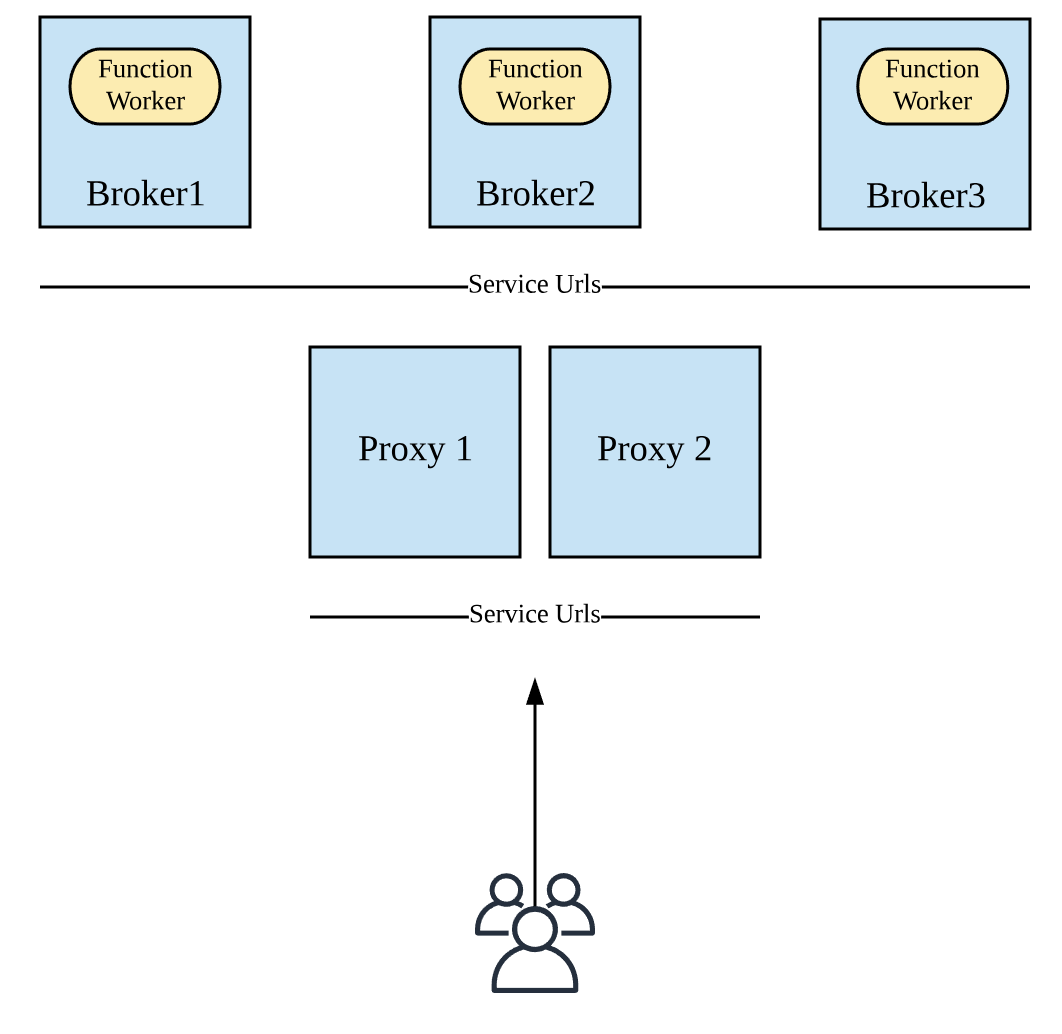 Function
Worker
Broker1
Function
Worker
Broker2
Function
Worker
Broker3
Service Urls
Proxy 1
Proxy 2
Service Urls